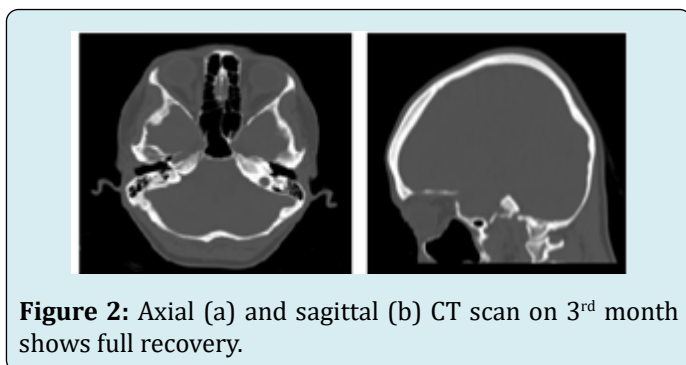 Figure 2: Axial (a) and sagittal (b) CT scan on 3rd month
shows full recovery.